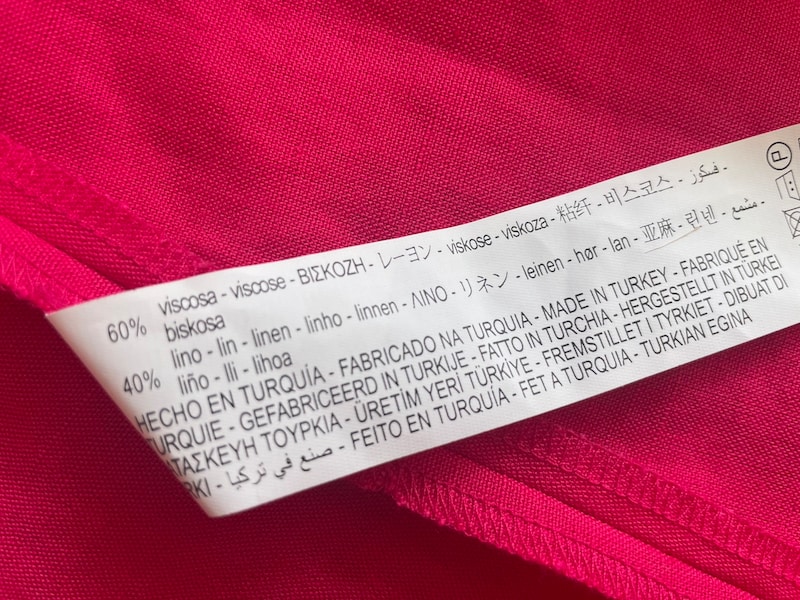 60% viscosa - viscose - ΒΙΣΚΟΖΗ - レーヨン - viskose - viskoza - 粘纤 - 비스코스 - فسكوز -
biskosa
40% lino - lin - linen - linho - linnen - ΛΙΝΟ - リネン - leinen - hør - lan - 亚麻 - 린넨 - مشمع -
liño - lli - lihoa
HECHO EN TURQUÍA - FABRICADO NA TURQUIA - MADE IN TURKEY - FABRIQUÉ EN
TURQUIE - GEFABRICEERD IN TURKIJE - FATTO IN TURCHIA - HERGESTELLT IN TÜRKEI
ΚΑΤΑΣΚΕΥΗ ΤΟΥΡΚΙΑ - ÜRETİM YERİ TÜRKİYE - FREMSTILLET I TYRKIET - DIBUAT DI
TURKI - صنع في تركيا - FEITO EN TURQUÍA - FET A TURQUIA - TURKIAN EGINA
P